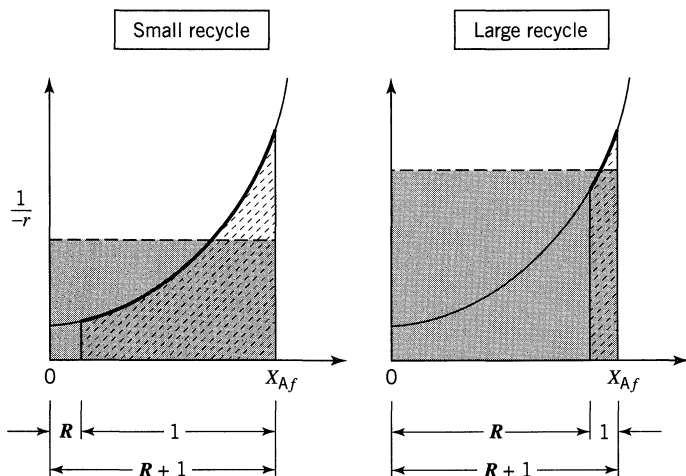 Small recycle
Large recycle
1
-r
0
X_Af
0
X_Af
R
1
R
1
R + 1
R + 1